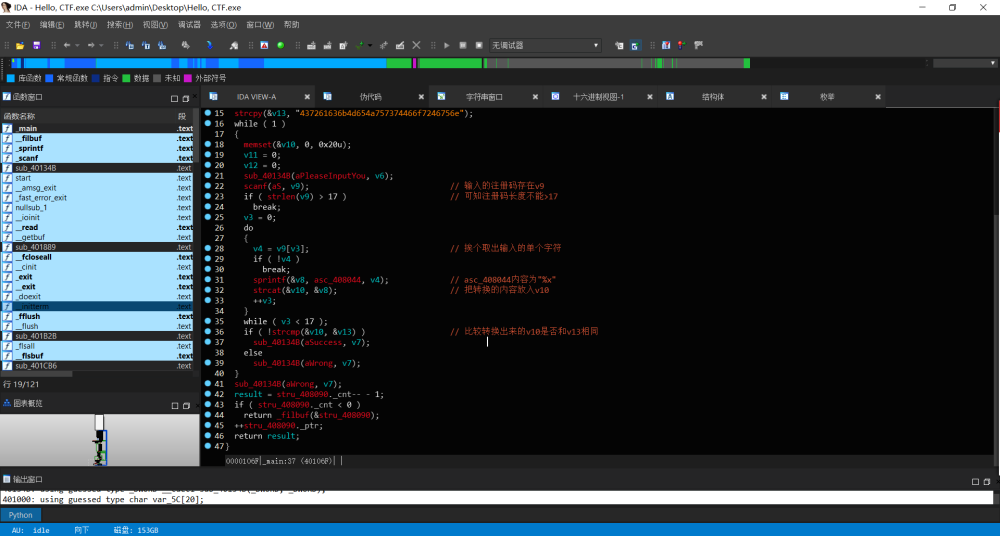 IDA - Hello, CTF.exe C:\Users\admin\Desktop\Hello, CTF.exe
文件(F) 编辑(E) 跳转(J) 搜索(H) 视图(V) 调试器 选项(O) 窗口(W) 帮助
无调试器
库函数 常规函数 指令 数据 未知 外部符号
函数窗口
IDA VIEW-A 伪代码 字符串窗口 十六进制视图-1 结构体 枚举
函数名称 段
_main .text
__filbuf .text
_sprintf .text
_scanf .text
sub_40134B .text
start .text
__amsg_exit .text
_fast_error_exit .text
nullsub_1 .text
__ioinit .text
__read .text
__getbuf .text
sub_401889 .text
__fcloseall .text
__cinit .text
_exit .text
__exit .text
_doexit .text
__initterm .text
_fflush .text
__flush .text
sub_401B2B .text
_flsall .text
__flsbuf .text
sub_401CB6 .text
行 19/121
图表概览
15 strcpy(&v13, "437261636b4d654a757374466f7246756e");
16 while ( 1 )
17 {
18 memset(&v10, 0, 0x20u);
19 v11 = 0;
20 v12 = 0;
21 sub_40134B(aPleaseInputYou, v6);
22 scanf(aS, v9); // 输入的注册码存在v9
23 if ( strlen(v9) > 17 ) // 可知注册码长度不能>17
24 break;
25 v3 = 0;
26 do
27 {
28 v4 = v9[v3]; // 挨个取出输入的单个字符
29 if ( !v4 )
30 break;
31 sprintf(&v8, asc_408044, v4); // asc_408044内容为"%x"
32 strcat(&v10, &v8); // 把转换的内容放入v10
33 ++v3;
34 }
35 while ( v3 < 17 );
36 if ( !strcmp(&v10, &v13) ) // 比较转换出来的v10是否和v13相同
37 sub_40134B(aSuccess, v7);
38 else
39 sub_40134B(aWrong, v7);
40 }
41 sub_40134B(aWrong, v7);
42 result = stru_408090._cnt-- - 1;
43 if ( stru_408090._cnt < 0 )
44 return _filbuf(&stru_408090);
45 ++stru_408090._ptr;
46 return result;
47 }
0000106F _main:37 (40106F)
输出窗口
401000: using guessed type char var_5C[20];
Python
AU: idle 向下 磁盘: 153GB